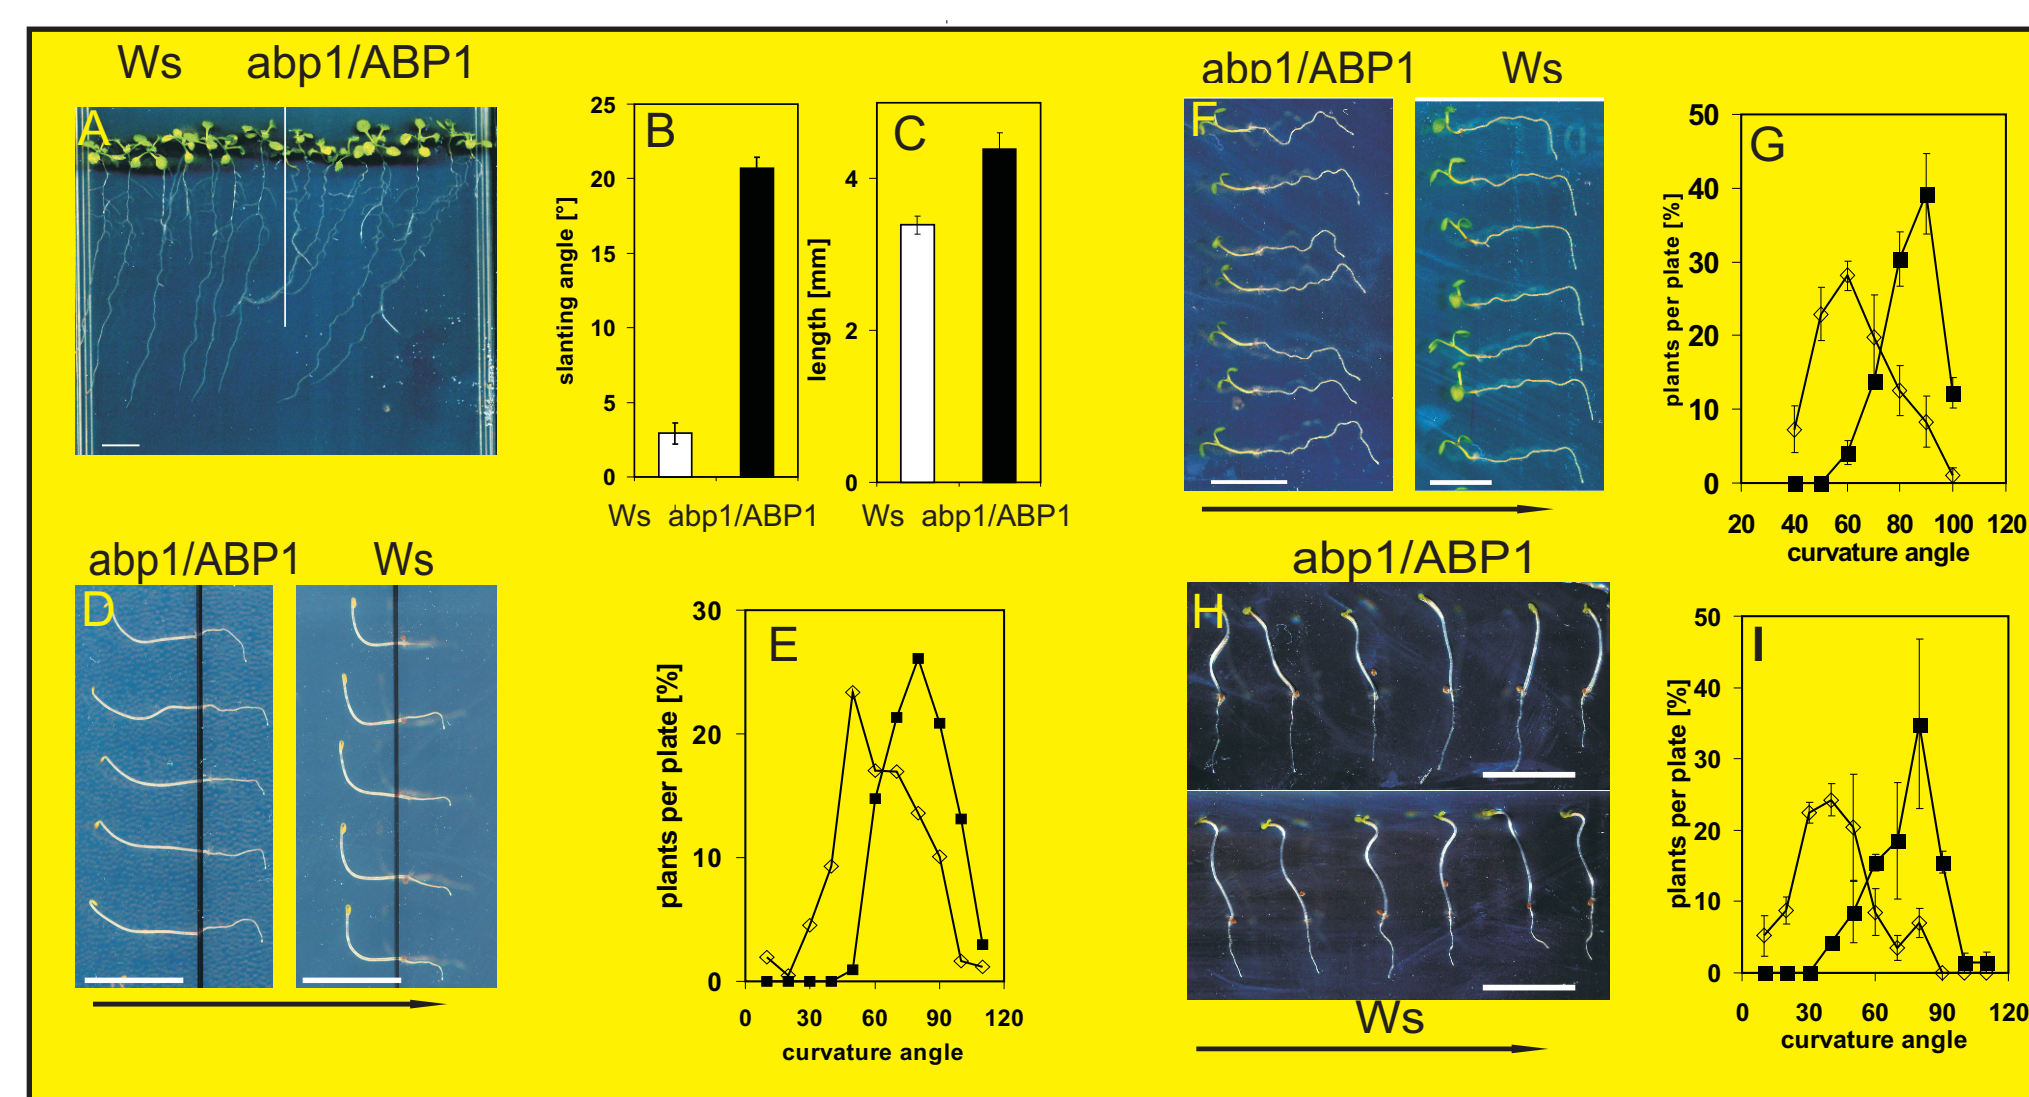 Ws abp1/ABP1
A
B
25
20
15
10
5
0
slanting angle [°]
Ws abp1/ABP1
C
4
2
0
length [mm]
Ws abp1/ABP1
abp1/ABP1 Ws
D
E
30
20
10
0
plants per plate [%]
0 30 60 90 120
curvature angle
abp1/ABP1 Ws
F
G
50
40
30
20
10
0
plants per plate [%]
20 40 60 80 100 120
curvature angle
abp1/ABP1
H
Ws
I
50
40
30
20
10
0
plants per plate [%]
0 30 60 90 120
curvature angle